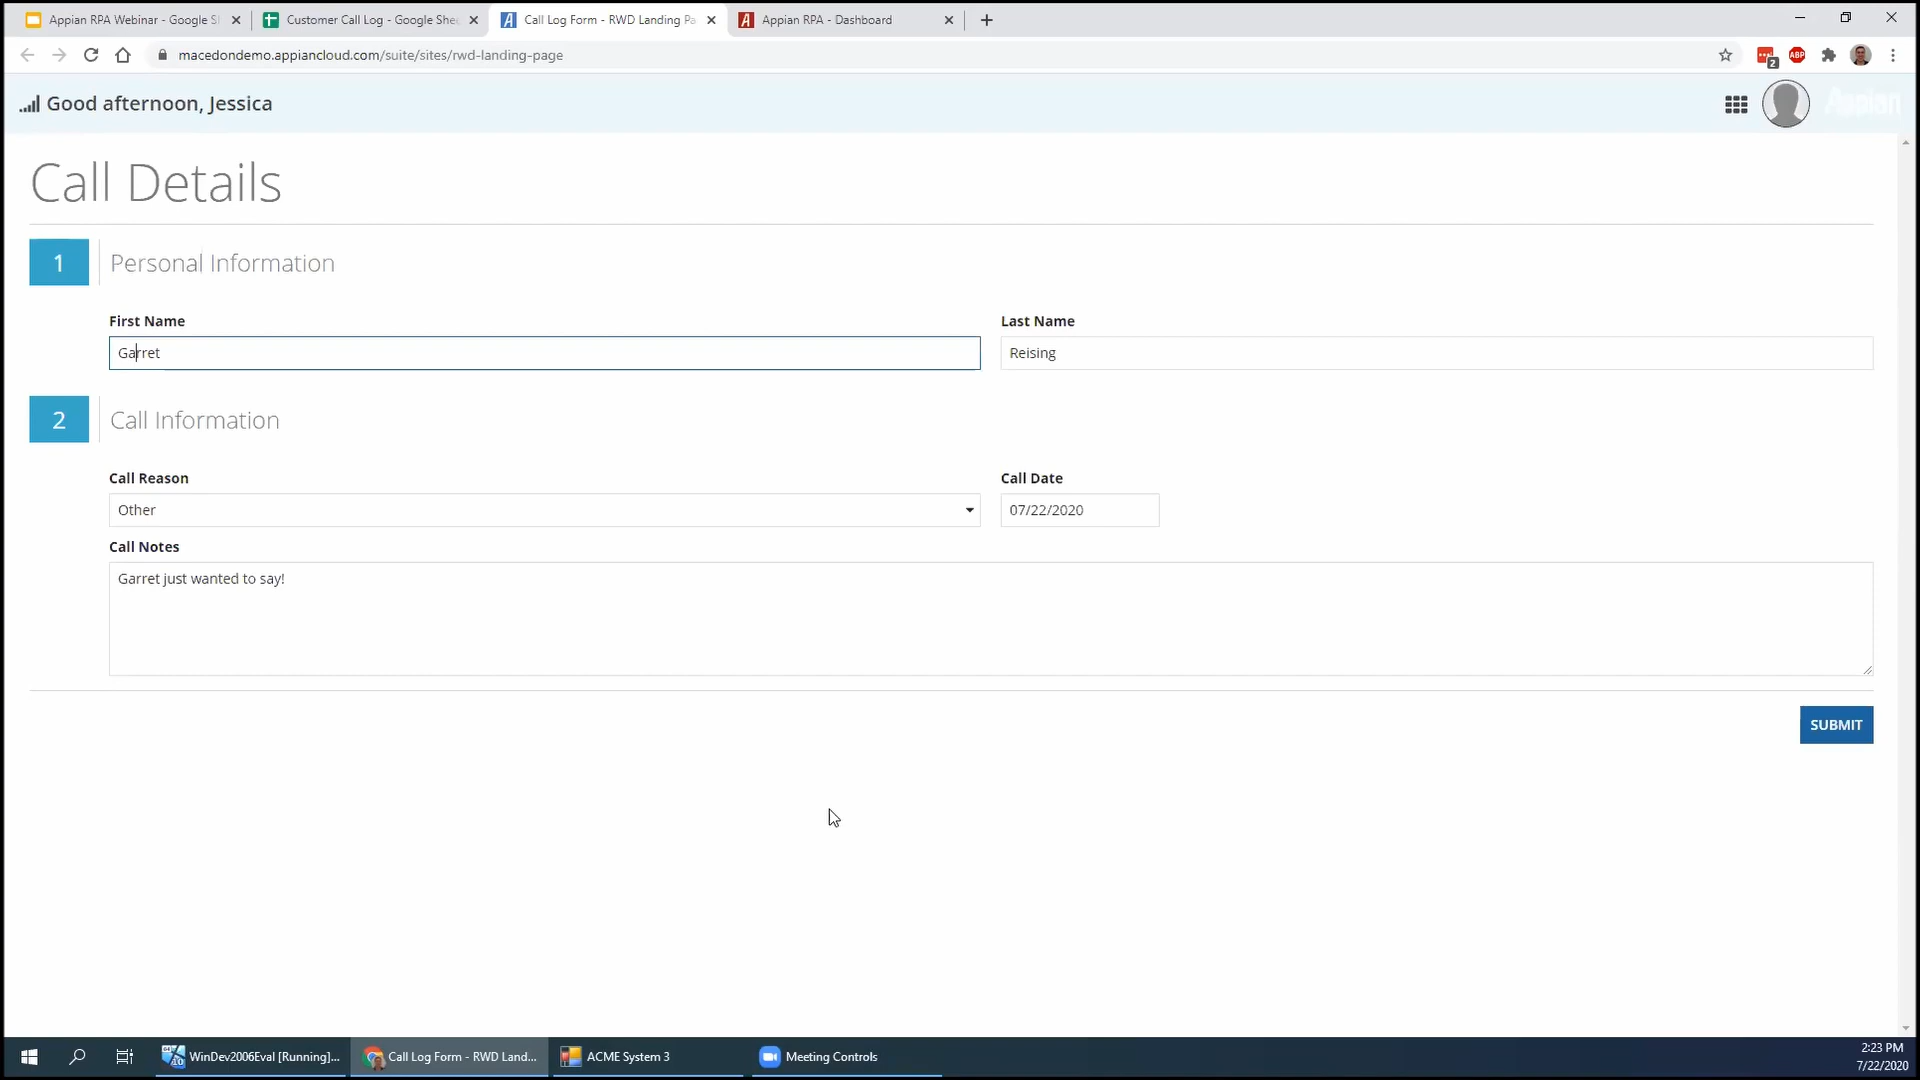 Appian RPA Webinar - Google Sl
Customer Call Log - Google She
Call Log Form - RWD Landing Pa
Appian RPA - Dashboard
macedondemo.appiancloud.com/suite/sites/rwd-landing-page
ABP
2
Good afternoon, Jessica
Appian
Call Details
1 Personal Information
First Name Last Name
Garret Reising
2 Call Information
Call Reason Call Date
Other 07/22/2020
Call Notes
Garret just wanted to say!
SUBMIT
WinDev2006Eval [Running]... Call Log Form - RWD Land... ACME System 3 Meeting Controls
2:23 PM
7/22/2020